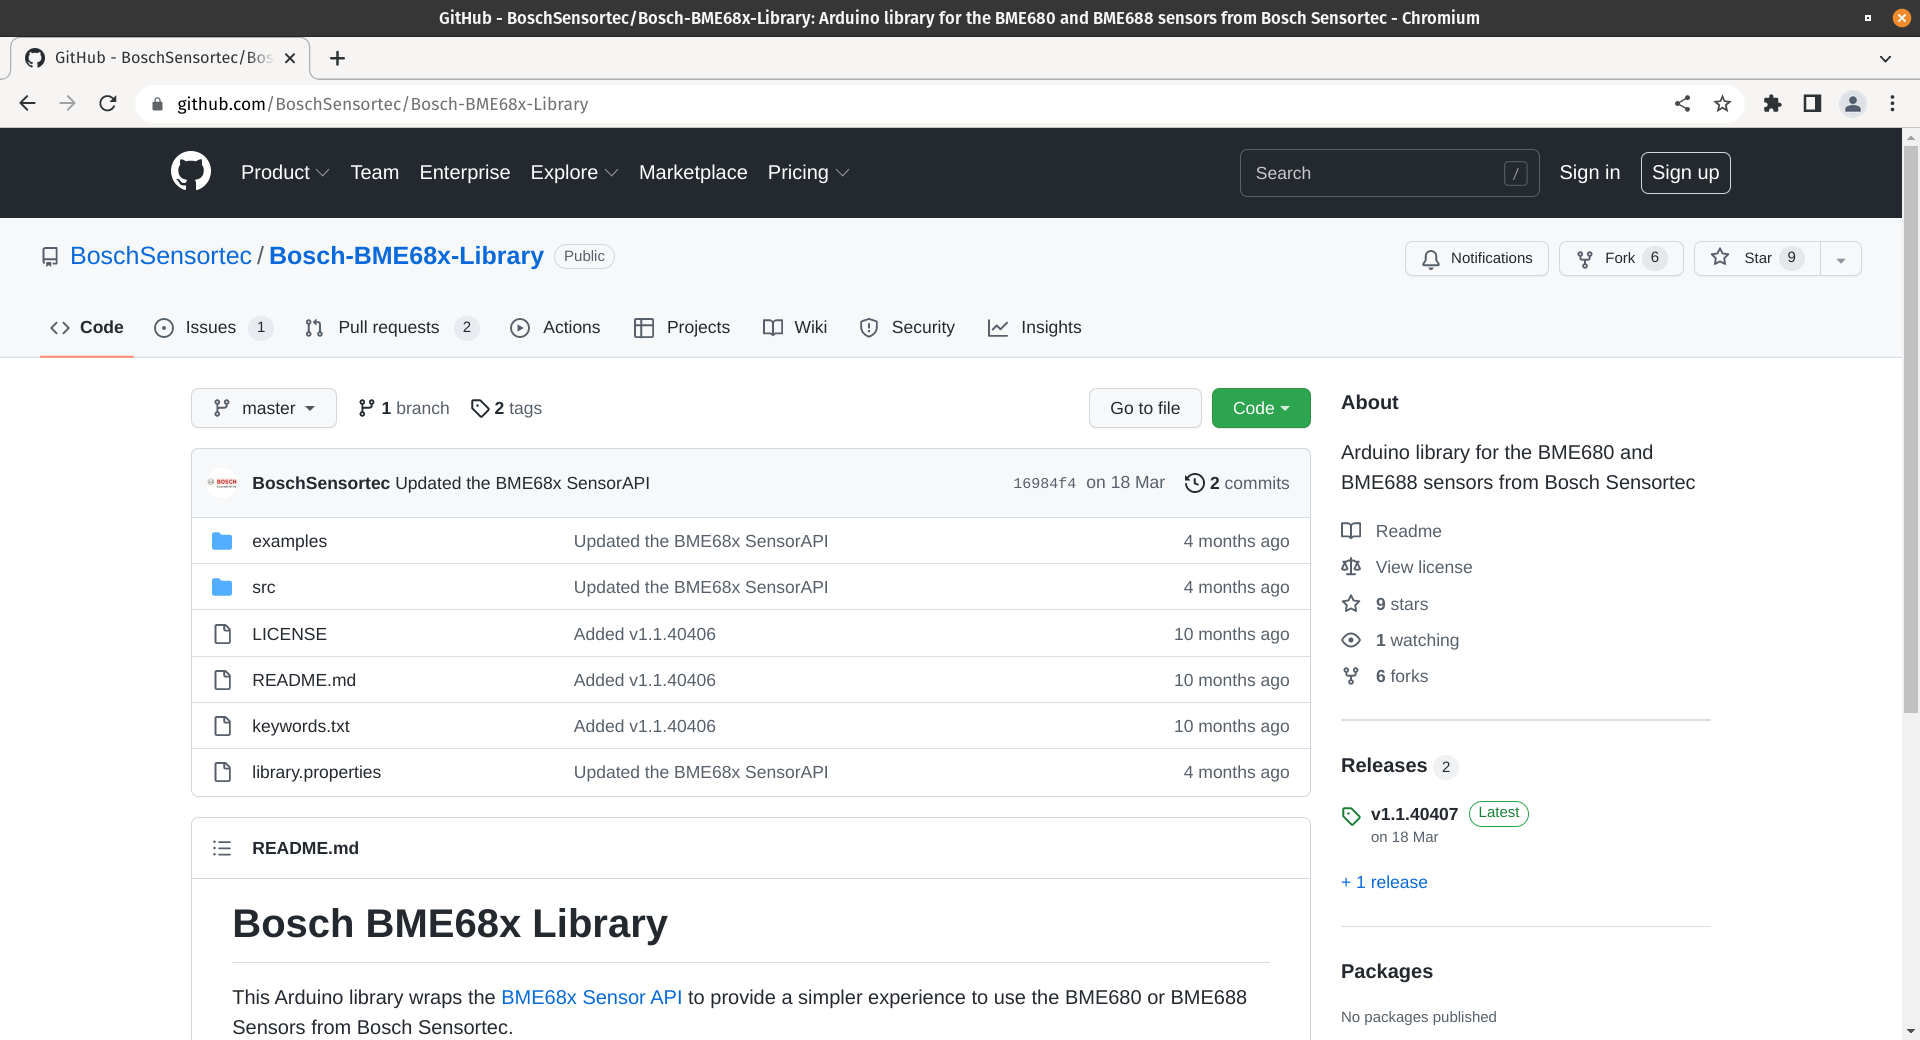 GitHub - BoschSensortec/Bosch-BME68x-Library: Arduino library for the BME680 and BME688 sensors from Bosch Sensortec - Chromium
GitHub - BoschSensortec/Bos
github.com/BoschSensortec/Bosch-BME68x-Library
Product Team Enterprise Explore Marketplace Pricing Search / Sign in Sign up
BoschSensortec / Bosch-BME68x-Library Public Notifications Fork 6 Star 9
Code Issues 1 Pull requests 2 Actions Projects Wiki Security Insights
master 1 branch 2 tags Go to file Code
BOSCH BoschSensortec Updated the BME68x SensorAPI 16984f4 on 18 Mar 2 commits
examples Updated the BME68x SensorAPI 4 months ago
src Updated the BME68x SensorAPI 4 months ago
LICENSE Added v1.1.40406 10 months ago
README.md Added v1.1.40406 10 months ago
keywords.txt Added v1.1.40406 10 months ago
library.properties Updated the BME68x SensorAPI 4 months ago
README.md
Bosch BME68x Library
This Arduino library wraps the BME68x Sensor API to provide a simpler experience to use the BME680 or BME688
Sensors from Bosch Sensortec.
About
Arduino library for the BME680 and
BME688 sensors from Bosch Sensortec
Readme
View license
9 stars
1 watching
6 forks
Releases 2
v1.1.40407 Latest
on 18 Mar
+ 1 release
Packages
No packages published